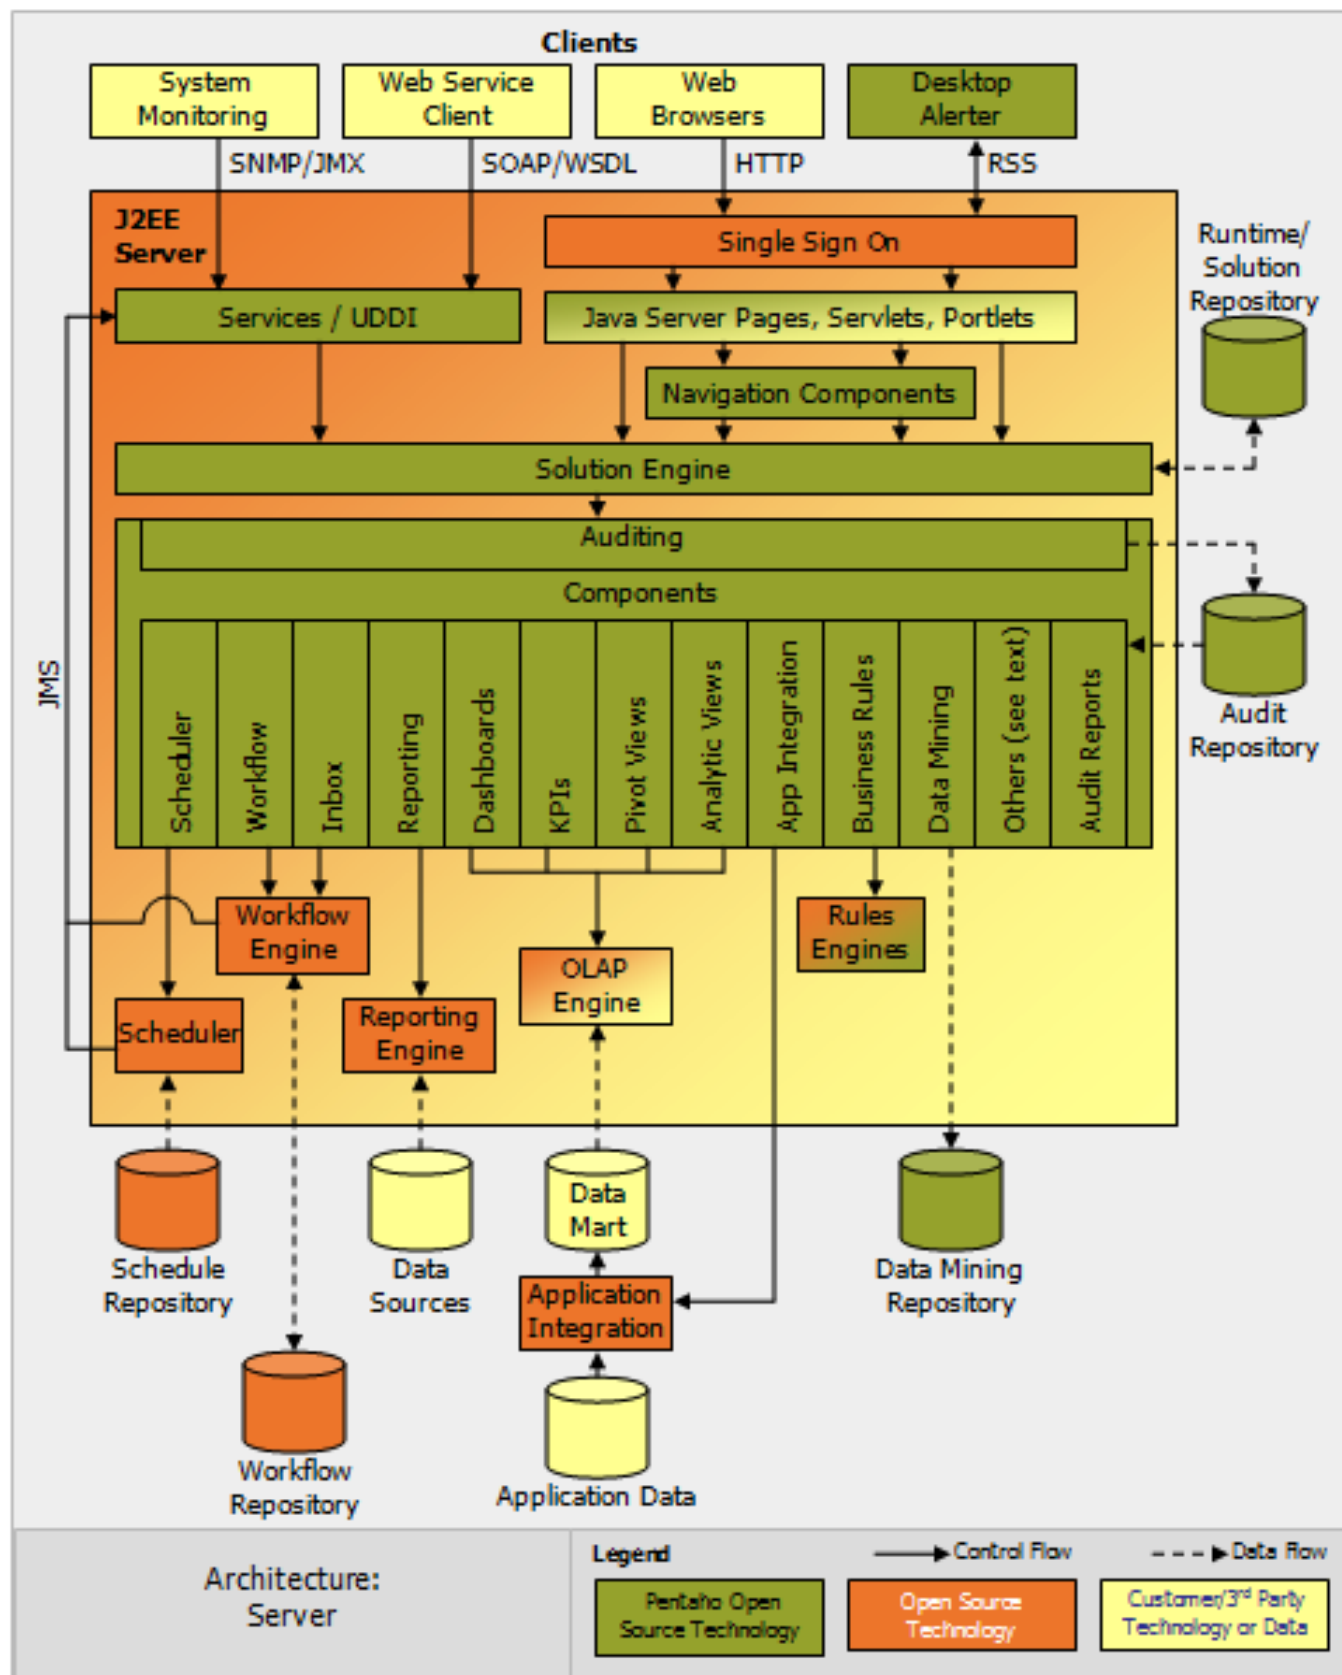 Clients
System
Monitoring
Web Service
Client
Web
Browsers
Desktop
Alerter
SNMP/JMX
SOAP/WSDL
HTTP
RSS
J2EE
Server
Single Sign On
Runtime/
Solution
Repository
Services / UDDI
Java Server Pages, Servlets, Portlets
Navigation Components
Solution Engine
Auditing
Components
JMS
Scheduler
Workflow
Inbox
Reporting
Dashboards
KPIs
Pivot Views
Analytic Views
App Integration
Business Rules
Data Mining
Others (see text)
Audit Reports
Audit
Repository
Workflow
Engine
Rules
Engines
OLAP
Engine
Scheduler
Reporting
Engine
Schedule
Repository
Data
Sources
Data
Mart
Data Mining
Repository
Application
Integration
Workflow
Repository
Application Data
Architecture:
Server
Legend
Control Flow
Data Flow
Pentaho Open
Source Technology
Open Source
Technology
Customer/3rd Party
Technology or Data